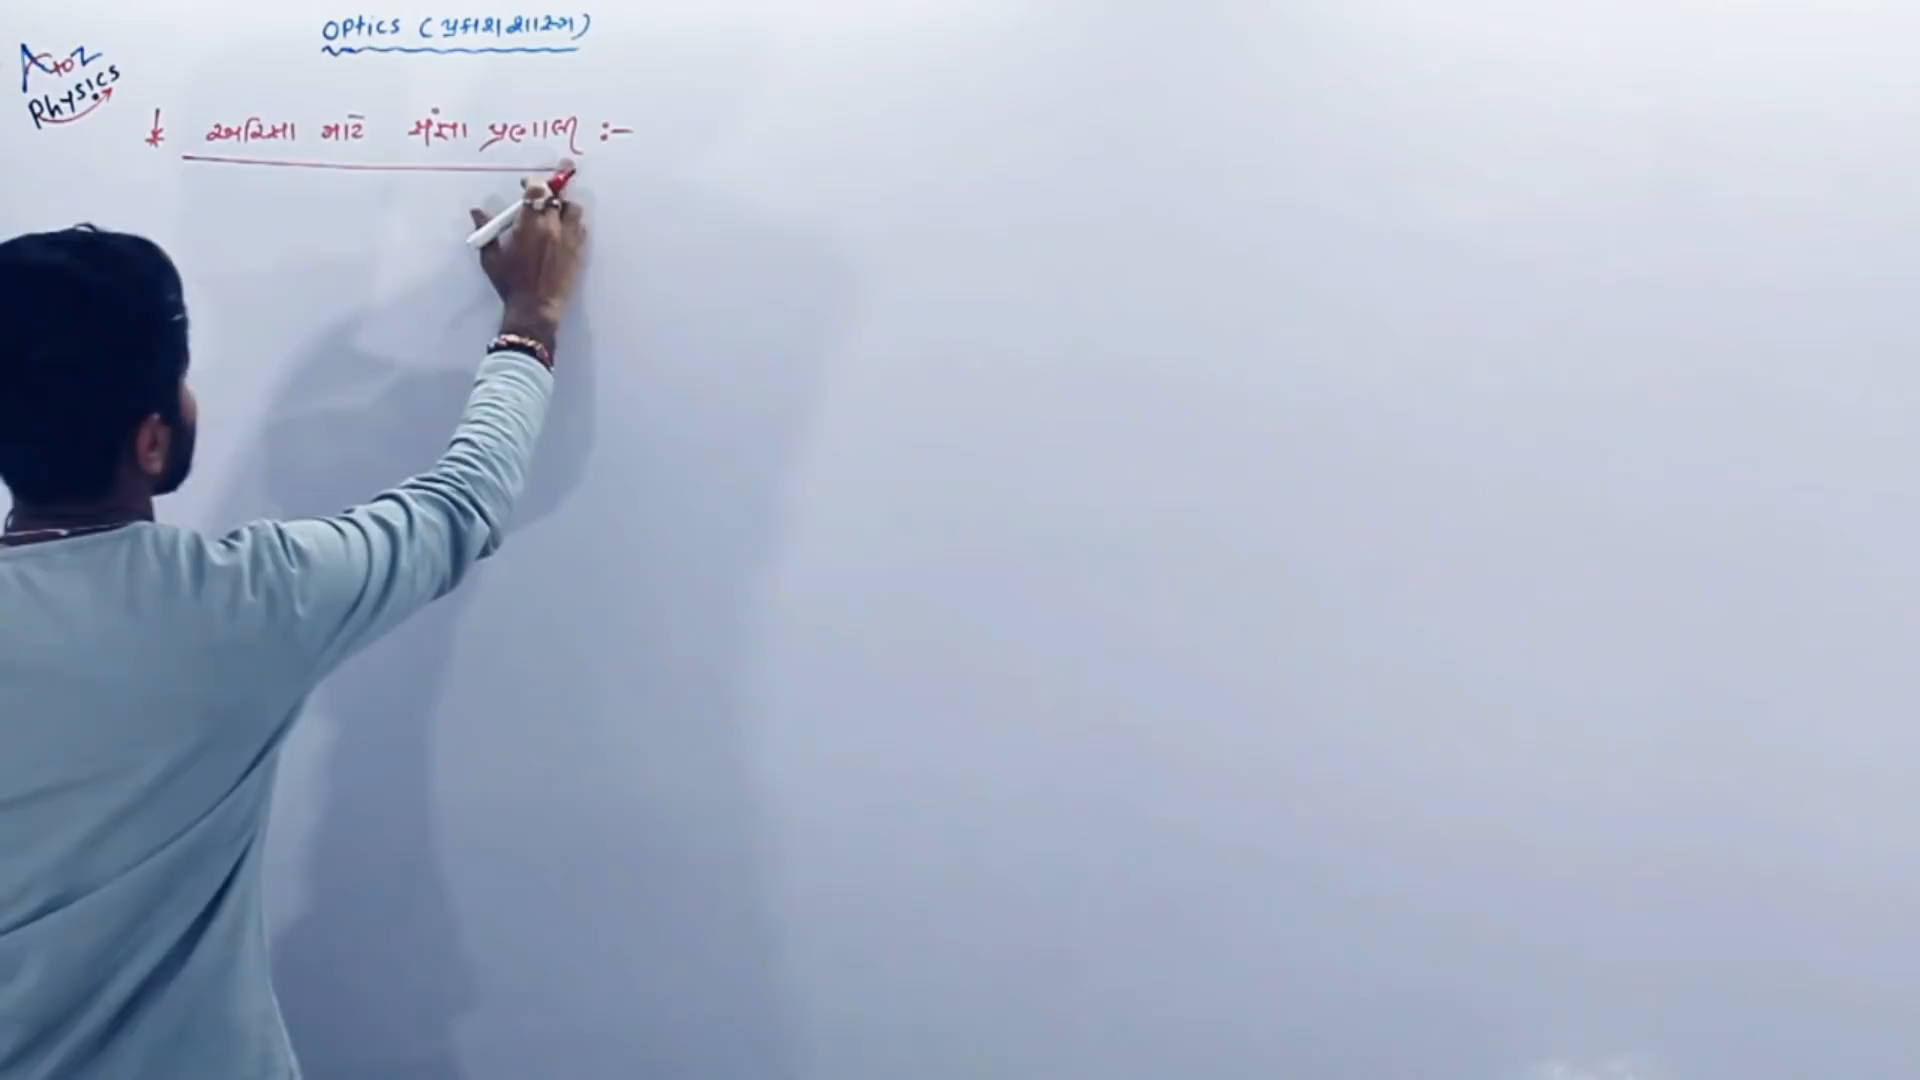 Optics (પ્રકાશશાસ્ત્ર)
A to Z
Physics
* અરિસા માટે સંજ્ઞા પ્રણાલી :-